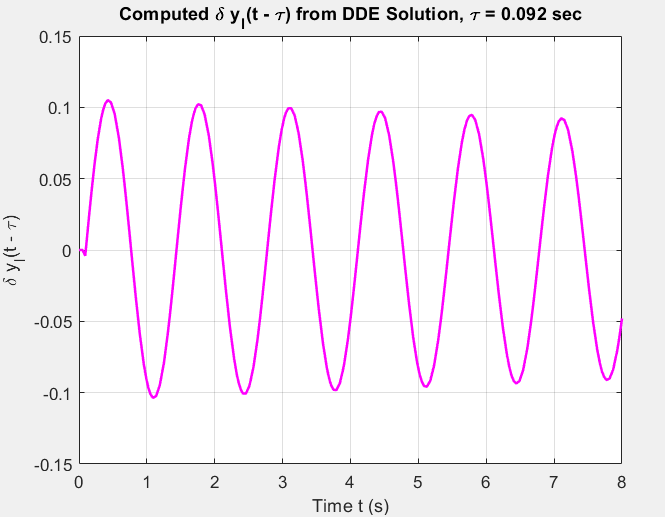 Computed δ y_l(t - τ) from DDE Solution, τ = 0.092 sec
0.15
0.1
0.05
0
-0.05
-0.1
-0.15
δ y_l(t - τ)
0 1 2 3 4 5 6 7 8
Time t (s)